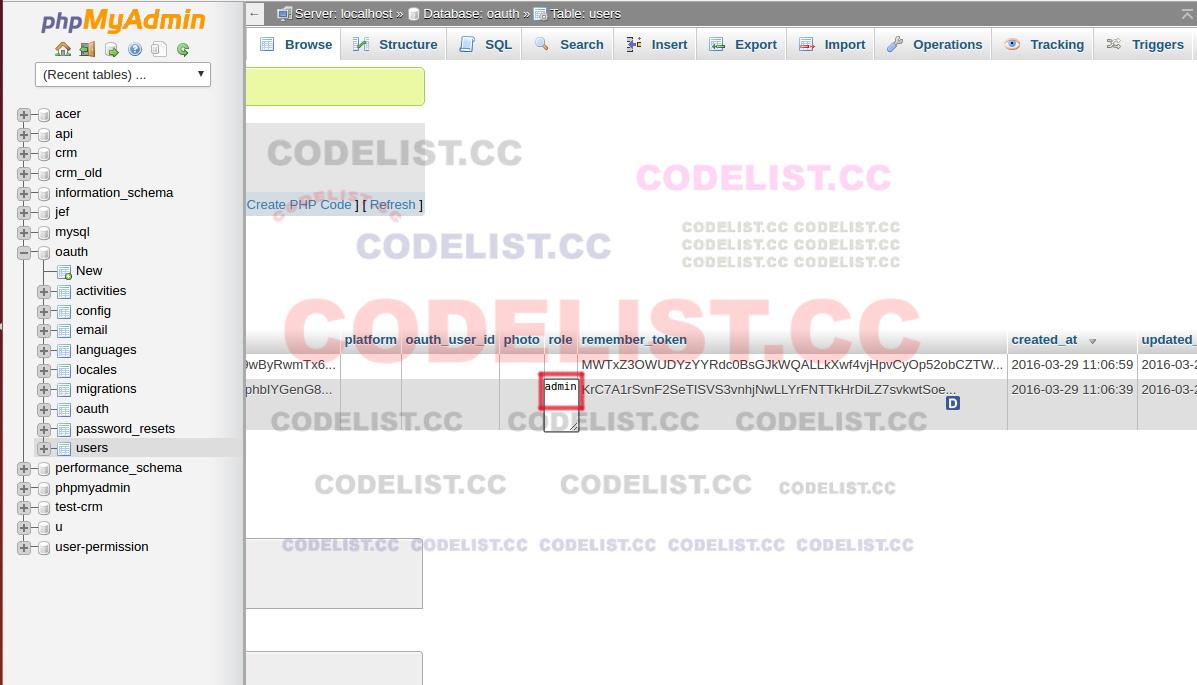 phpMyAdmin
(Recent tables) ...
acer
api
crm
crm_old
information_schema
jef
mysql
oauth
New
activities
config
email
languages
locales
migrations
oauth
password_resets
users
performance_schema
phpmyadmin
test-crm
u
user-permission
Server: localhost » Database: oauth » Table: users
Browse Structure SQL Search Insert Export Import Operations Tracking Triggers
CODELIST.CC
CODELIST.CC
CODELIST.CC
Create PHP Code ] [ Refresh ]
CODELIST.CC
CODELIST.CC CODELIST.CC
CODELIST.CC CODELIST.CC
CODELIST.CC CODELIST.CC
CODELIST.CC
platform oauth_user_id photo role remember_token created_at updated_
9wByRwmTx6... MWTxZ3OWUDYzYYRdc0BsGJkWQALLkXwf4vjHpvCyOp52obCZTW... 2016-03-29 11:06:59 2016-03-2
phbIYGenG8... admin KrC7A1rSvnF2SeTISVS3vnhjNwLLYrFNTTkHrDiLZ7svkwtSoe... 2016-03-29 11:06:39 2016-03-2
D
CODELIST.CC CODELIST.CC CODELIST.CC
CODELIST.CC CODELIST.CC CODELIST.CC
CODELIST.CC CODELIST.CC CODELIST.CC CODELIST.CC CODELIST.CC